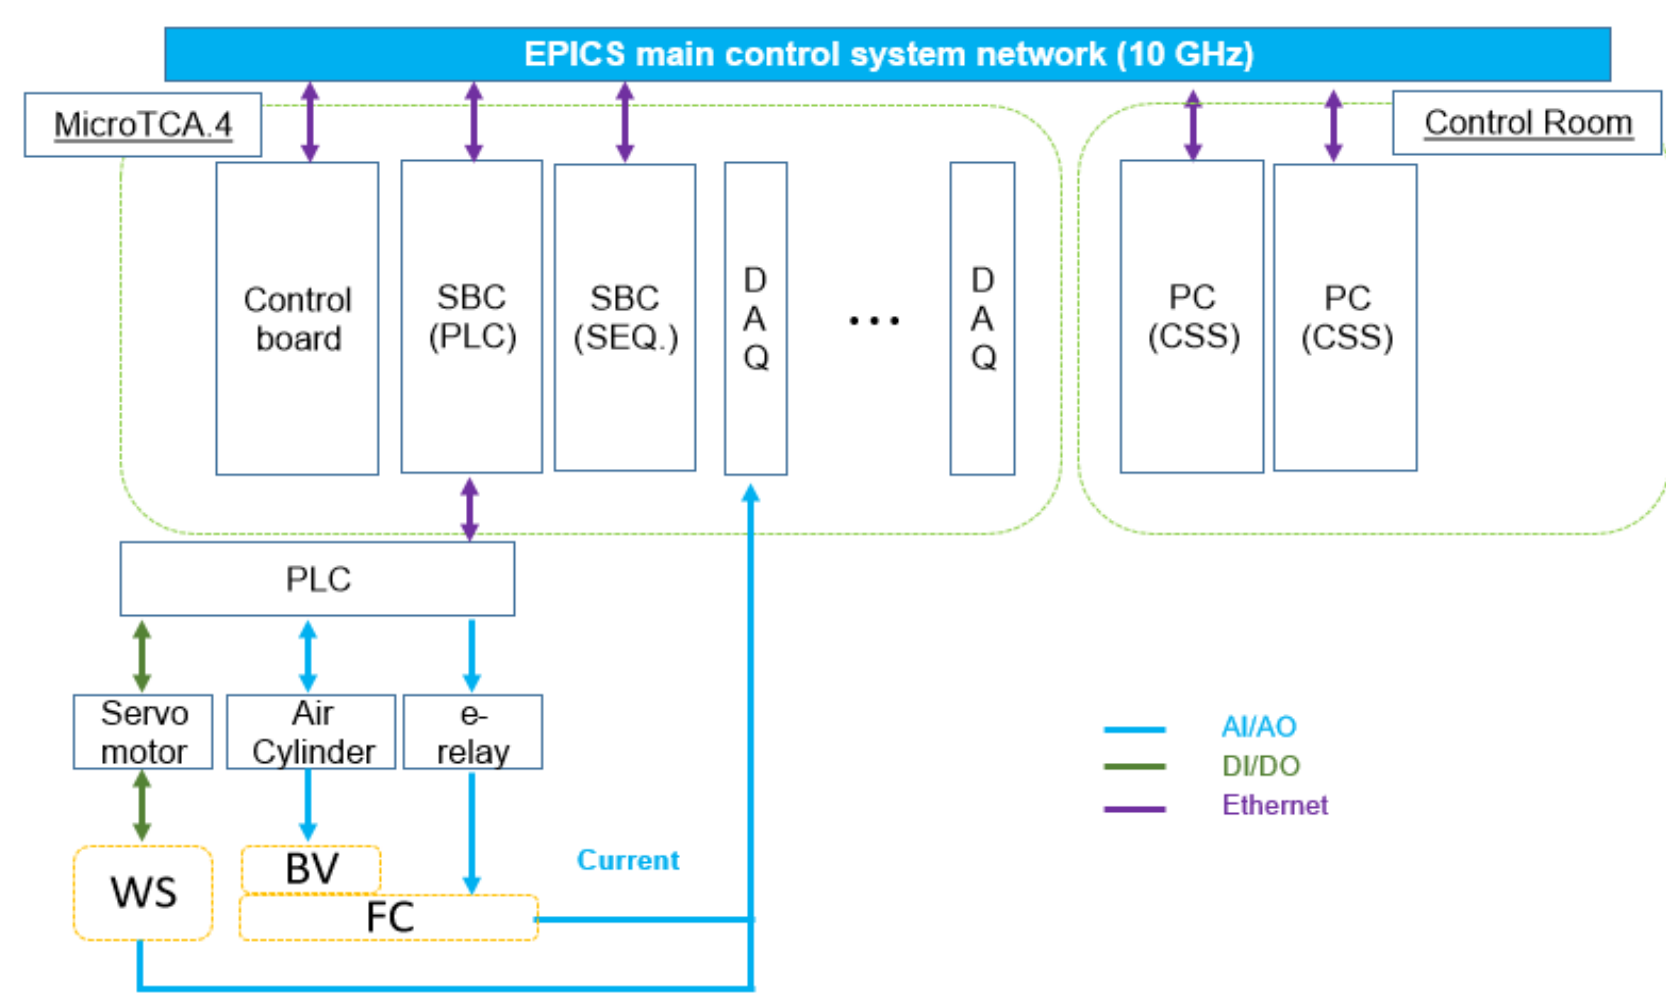 EPICS main control system network (10 GHz)
MicroTCA.4
Control Room
Control
board
SBC
(PLC)
SBC
(SEQ.)
D
A
Q
...
D
A
Q
PC
(CSS)
PC
(CSS)
PLC
Servo
motor
Air
Cylinder
e-
relay
AI/AO
DI/DO
Ethernet
WS
BV
FC
Current